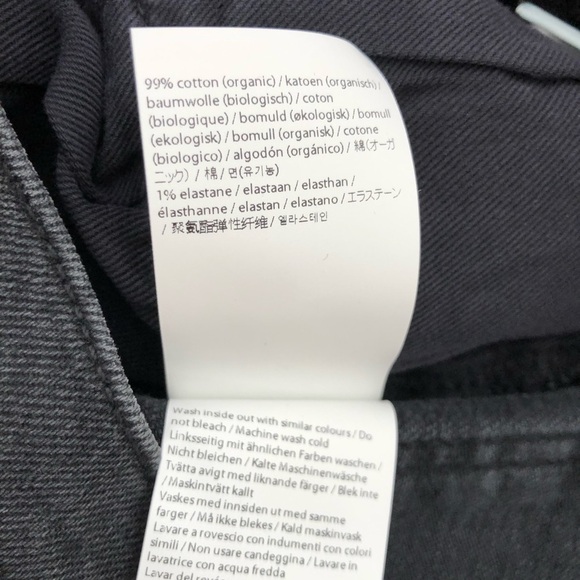 99% cotton (organic) / katoen (organisch) /
baumwolle (biologisch) / coton
(biologique) / bomuld (økologisk) / bomull
(ekologisk) / bomull (organisk) / cotone
(biologico) / algodón (orgánico) / 綿(オーガ
ニック) / 棉 / 면(유기농)
1% elastane / elastaan / elasthan /
élasthanne / elastan / elastano / エラステーン
/ 聚氨酯弹性纤维 / 엘라스테인
Wash inside out with similar colours / Do
not bleach / Machine wash cold
Linksseitig mit ähnlichen Farben waschen /
Nicht bleichen / Kalte Maschinenwäsche
Tvätta avigt med liknande färger / Blek inte
/ Maskintvätt kallt
Vaskes med innsiden ut med samme
farger / Må ikke blekes / Kald maskinvask
Lavare a rovescio con indumenti con colori
simili / Non usare candeggina / Lavare in
lavatrice con acqua fredda
Lavar del